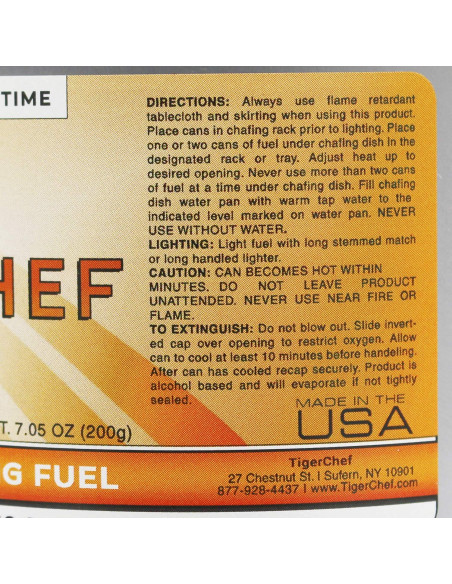 TIME
DIRECTIONS: Always use flame retardant
tablecloth and skirting when using this product.
Place cans in chafing rack prior to lighting. Place
one or two cans of fuel under chafing dish in the
designated rack or tray. Adjust heat up to
desired opening. Never use more than two cans
of fuel at a time under chafing dish. Fill chafing
dish water pan with warm tap water to the
indicated level marked on water pan. NEVER
USE WITHOUT WATER.
LIGHTING: Light fuel with long stemmed match
or long handled lighter.
CAUTION: CAN BECOMES HOT WITHIN
MINUTES. DO NOT LEAVE PRODUCT
UNATTENDED. NEVER USE NEAR FIRE OR
FLAME.
TO EXTINGUISH: Do not blow out. Slide invert-
ed cap over opening to restrict oxygen. Allow
can to cool at least 10 minutes before handeling.
After can has cooled recap securely. Product is
alcohol based and will evaporate if not tightly
sealed.
HEF
T. 7.05 OZ (200g)
MADE IN THE
USA
G FUEL
TigerChef
27 Chestnut St. | Sufern, NY 10901
877-928-4437 | www.TigerChef.com